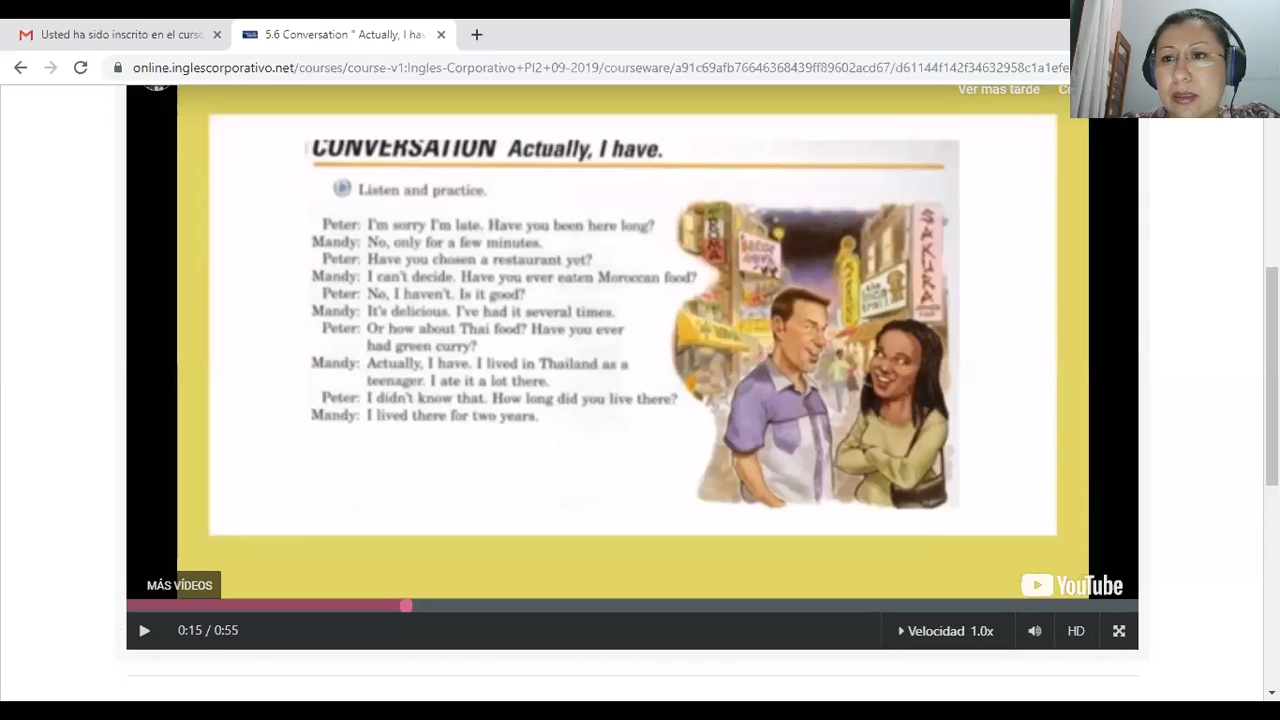 Usted ha sido inscrito en el curso
5.6 Conversation " Actually, I hav
online.inglescorporativo.net/courses/course-v1:Ingles-Corporativo+PI2+09-2019/courseware/a91c69afb76646368439ff89602acd67/d61144f142f34632958c1a1efe
Ver más tarde
CONVERSATION Actually, I have.
Listen and practice.
Peter: I'm sorry I'm late. Have you been here long?
Mandy: No, only for a few minutes.
Peter: Have you chosen a restaurant yet?
Mandy: I can't decide. Have you ever eaten Moroccan food?
Peter: No, I haven't. Is it good?
Mandy: It's delicious. I've had it several times.
Peter: Or how about Thai food? Have you ever
had green curry?
Mandy: Actually, I have. I lived in Thailand as a
teenager. I ate it a lot there.
Peter: I didn't know that. How long did you live there?
Mandy: I lived there for two years.
SAKURA
MÁS VÍDEOS
YouTube
0:15 / 0:55
Velocidad 1.0x
HD